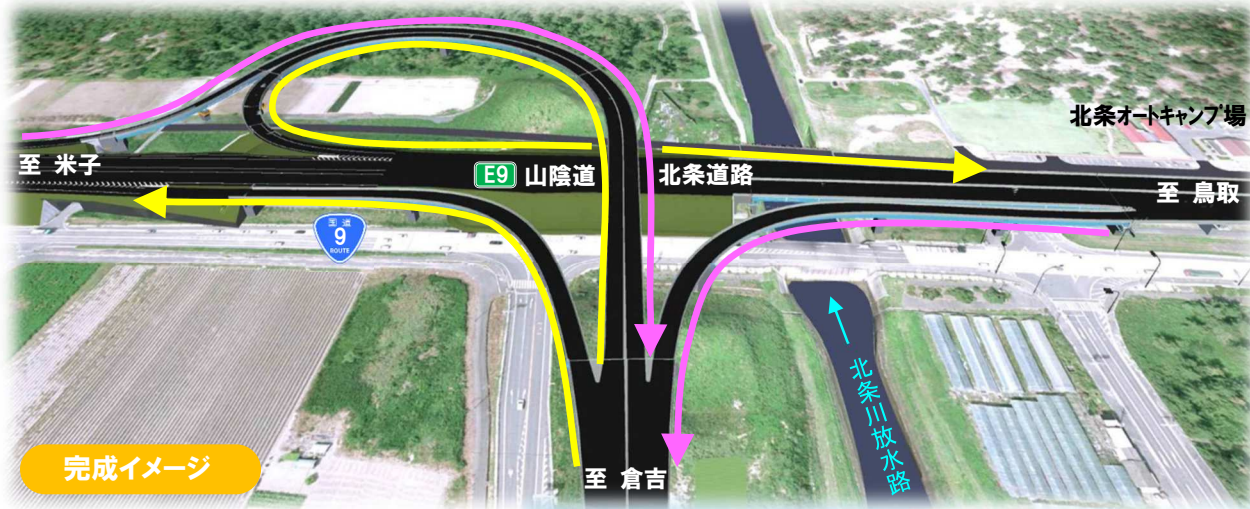 北条オートキャンプ場
至 米子
E9 山陰道
北条道路
至 鳥取
国道
9
ROUTE
北条川放水路
完成イメージ
至 倉吉